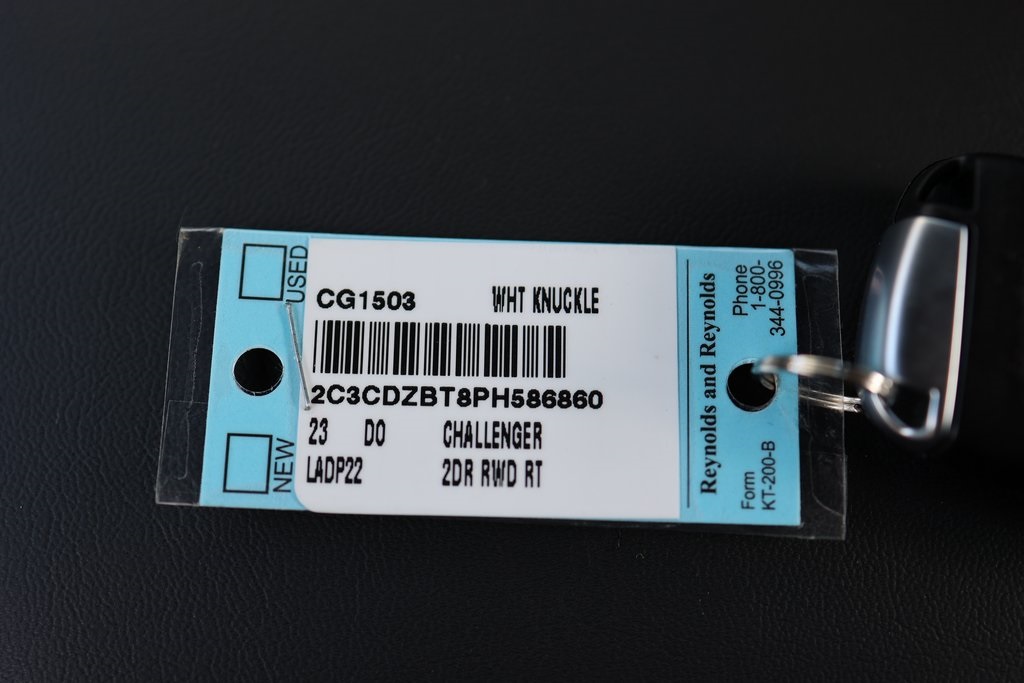 USED
NEW
CG1503 WHT KNUCKLE
2C3CDZBT8PH586860
23 DO CHALLENGER
LADP22 2DR RWD RT
Reynolds and Reynolds
Phone
1-800-
344-0996
Form
KT-200-B